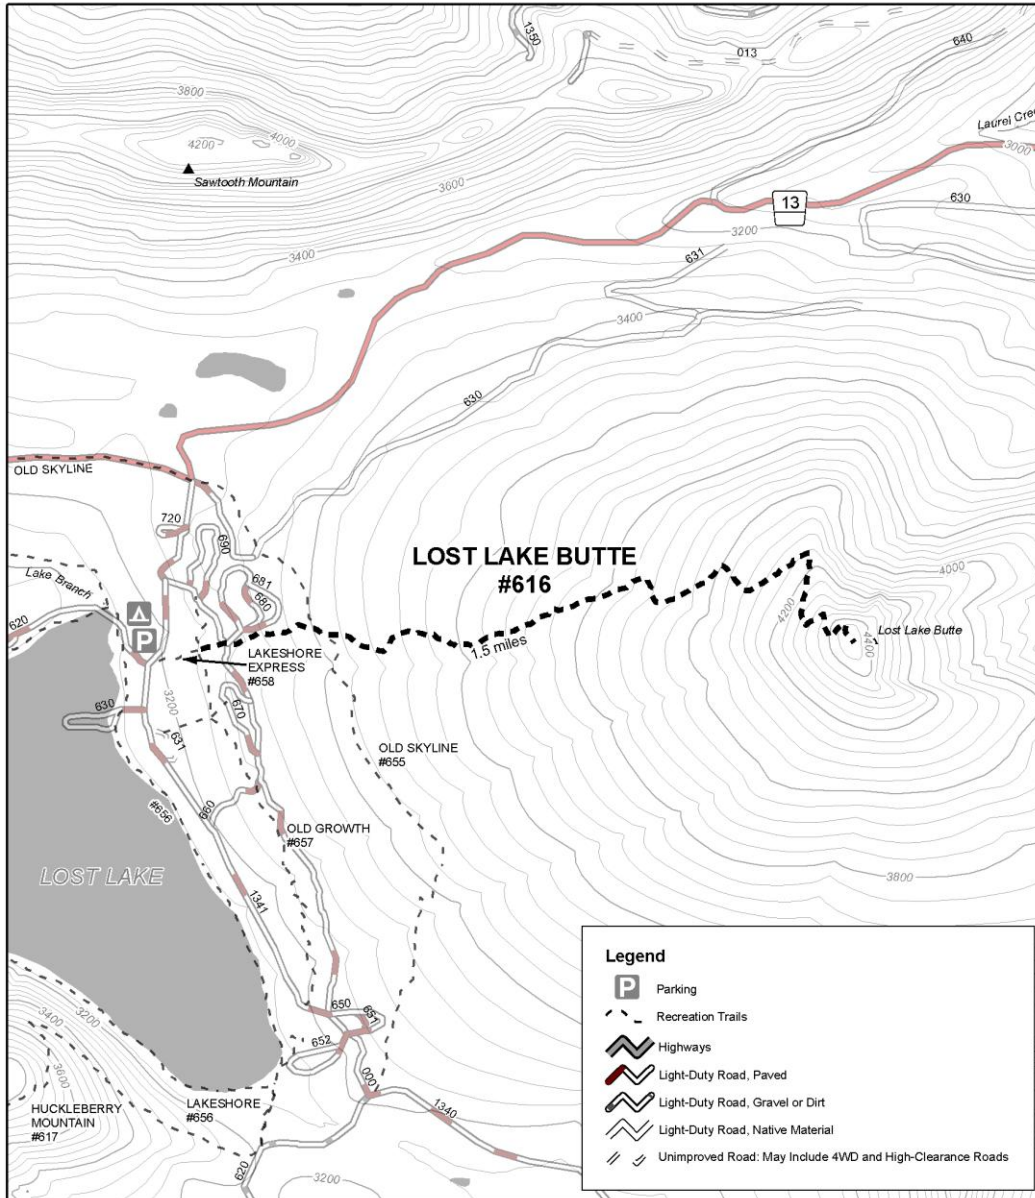 1350
013
640
3800
4200
4000
Sawtooth Mountain
Laurel Cree
3000
3600
13
630
3200
3400
631
3400
630
OLD SKYLINE
720
690
LOST LAKE BUTTE
#616
681
680
Lake Branch
620
P
4000
4200
4400
Lost Lake Butte
1.5 miles
LAKESHORE
EXPRESS
#658
3200
630
670
631
OLD SKYLINE
#655
#656
660
OLD GROWTH
#657
LOST LAKE
1341
3800
650
651
652
000
1340
3400
3200
3600
HUCKLEBERRY
MOUNTAIN
#617
LAKESHORE
#656
620
3200
Legend
P Parking
Recreation Trails
Highways
Light-Duty Road, Paved
Light-Duty Road, Gravel or Dirt
Light-Duty Road, Native Material
Unimproved Road: May Include 4WD and High-Clearance Roads